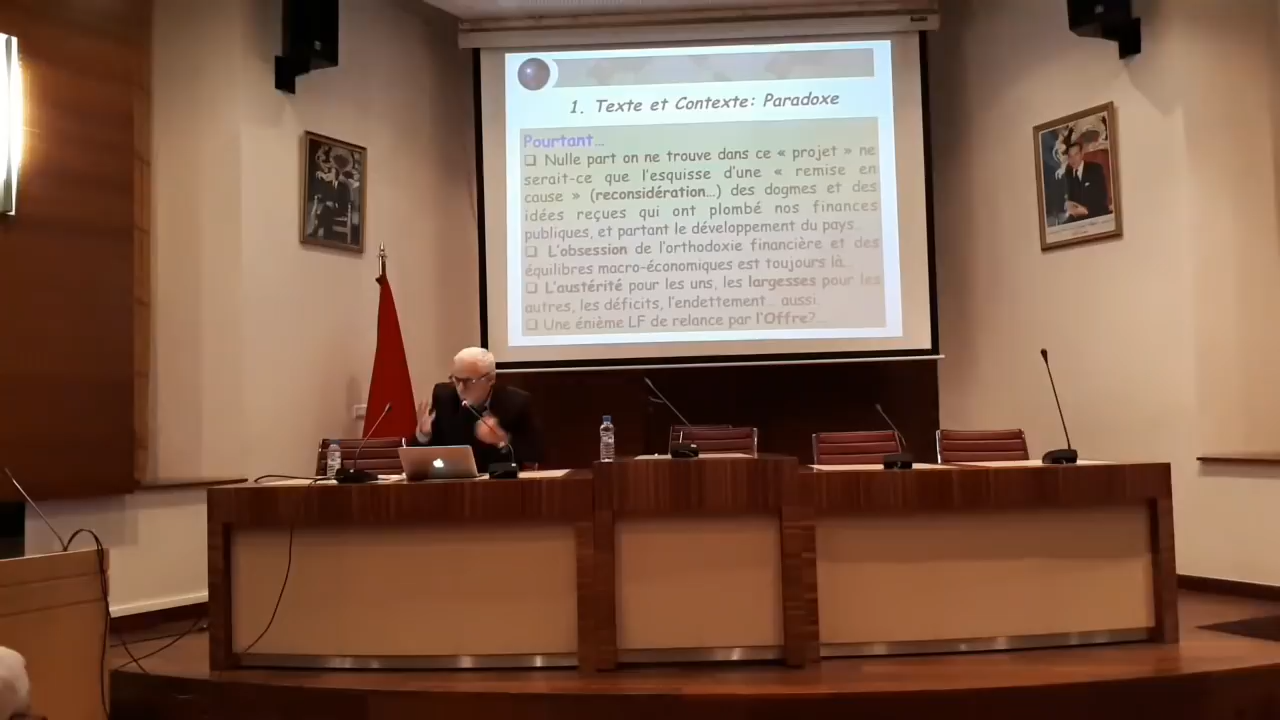 1. Texte et Contexte: Paradoxe
Pourtant…
❑ Nulle part on ne trouve dans ce « projet » ne
serait-ce que l'esquisse d'une « remise en
cause » (reconsidération…) des dogmes et des
idées reçues qui ont plombé nos finances
publiques, et partant le développement du pays…
❑ L'obsession de l'orthodoxie financière et des
équilibres macro-économiques est toujours là…
❑ L'austérité pour les uns, les largesses pour les
autres, les déficits, l'endettement… aussi…
❑ Une énième LF de relance par l'Offre?...